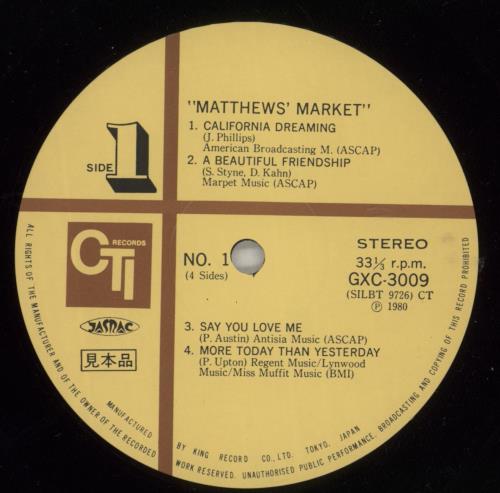 "MATTHEWS' MARKET"
1. CALIFORNIA DREAMING
(J. Phillips)
American Broadcasting M. (ASCAP)
2. A BEAUTIFUL FRIENDSHIP
(S. Styne, D. Kahn)
Marpet Music (ASCAP)
SIDE 1
CTI RECORDS
NO. 1
(4 Sides)
STEREO
33⅓ r.p.m.
GXC-3009
(SILBT 9726) CT
Ⓟ 1980
JASRAC
見本品
3. SAY YOU LOVE ME
(P. Austin) Antisia Music (ASCAP)
4. MORE TODAY THAN YESTERDAY
(P. Upton) Regent Music/Lynwood
Music/Miss Muffit Music (BMI)
MANUFACTURED BY KING RECORD CO., LTD. TOKYO, JAPAN
ALL RIGHTS OF THE MANUFACTURER AND OF THE OWNER OF THE RECORDED WORK RESERVED. UNAUTHORISED PUBLIC PERFORMANCE, BROADCASTING AND COPYING OF THIS RECORD PROHIBITED